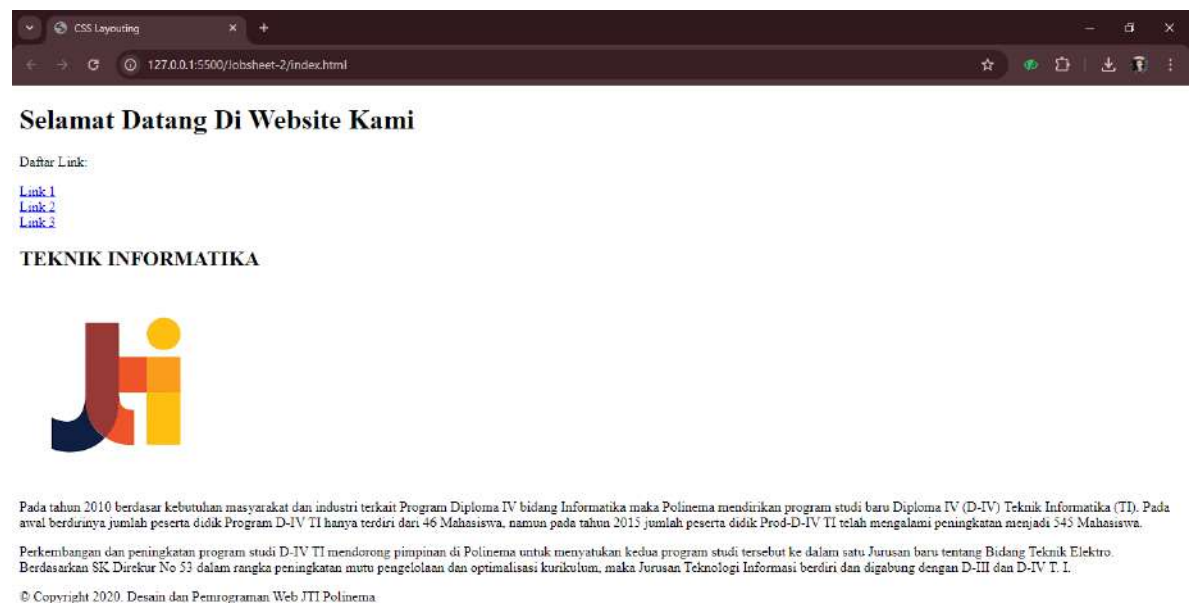 CSS Layouting
127.0.0.1:5500/Jobsheet-2/index.html
Selamat Datang Di Website Kami
Daftar Link:
Link 1
Link 2
Link 3
TEKNIK INFORMATIKA
Jti
Pada tahun 2010 berdasar kebutuhan masyarakat dan industri terkait Program Diploma IV bidang Informatika maka Polinema mendirikan program studi baru Diploma IV (D-IV) Teknik Informatika (TI). Pada
awal berdirinya jumlah peserta didik Program D-IV TI hanya terdiri dari 46 Mahasiswa, namun pada tahun 2015 jumlah peserta didik Prod-D-IV TI telah mengalami peningkatan menjadi 545 Mahasiswa.
Perkembangan dan peningkatan program studi D-IV TI mendorong pimpinan di Polinema untuk menyatukan kedua program studi tersebut ke dalam satu Jurusan baru tentang Bidang Teknik Elektro.
Berdasarkan SK Direkur No 53 dalam rangka peningkatan mutu pengelolaan dan optimalisasi kurikulum, maka Jurusan Teknologi Informasi berdiri dan digabung dengan D-III dan D-IV T. I.
© Copyright 2020. Desain dan Pemrograman Web JTI Polinema